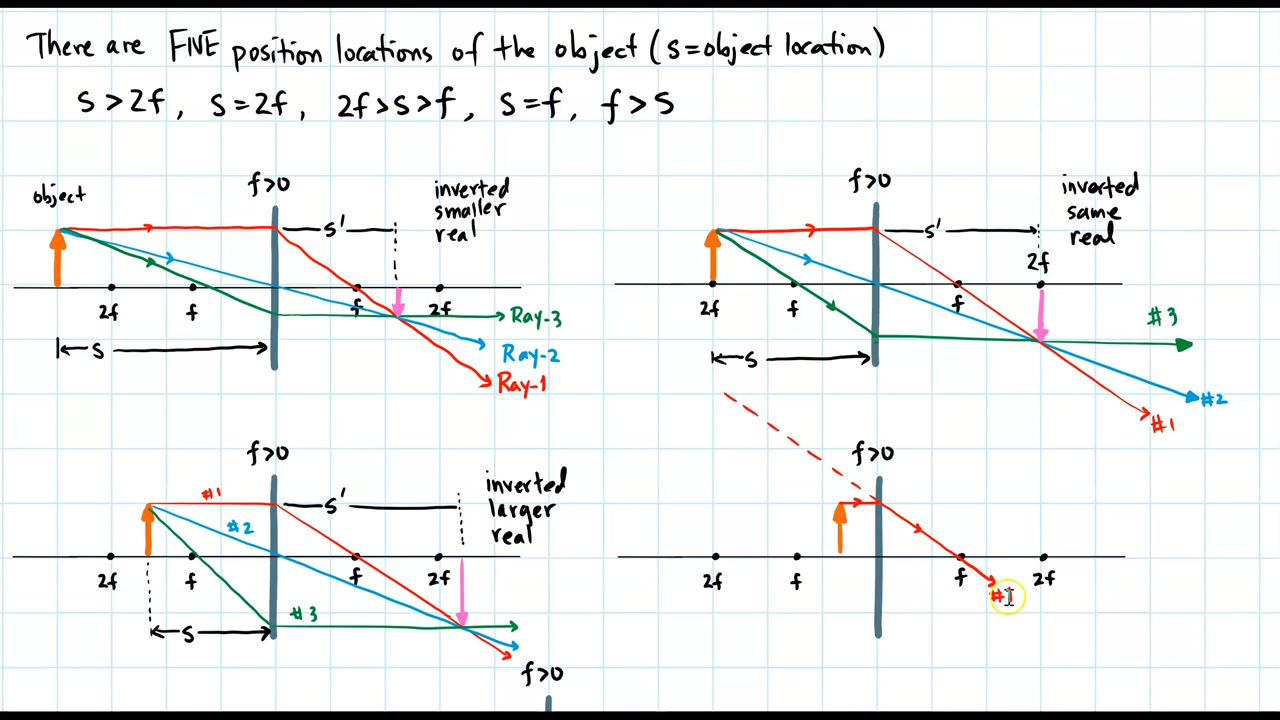 There are FIVE position locations of the object (s=object location)
s>2f, s=2f, 2f>s>f, s=f, f>s
object
f>0
s'
inverted
smaller
real
2f
f
f
2f
s
Ray-3
Ray-2
Ray-1
f>0
s'
inverted
same
real
2f
2f
f
f
s
#3
#2
#1
f>0
#1
#2
s'
inverted
larger
real
2f
f
f
2f
#3
s
f>0
2f
f
f
2f
#1
f>0